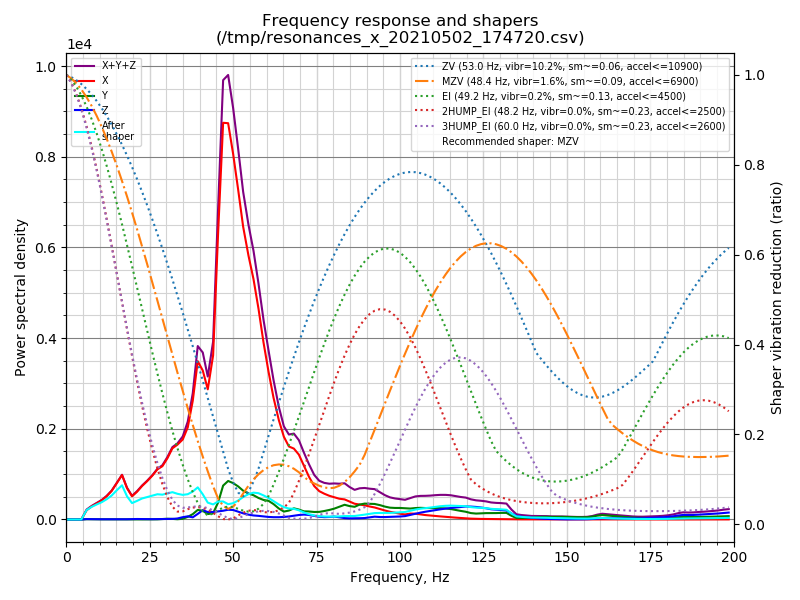 Frequency response and shapers
(/tmp/resonances_x_20210502_174720.csv)
1e4
X+Y+Z
X
Y
Z
After
shaper
ZV (53.0 Hz, vibr=10.2%, sm~=0.06, accel<=10900)
MZV (48.4 Hz, vibr=1.6%, sm~=0.09, accel<=6900)
EI (49.2 Hz, vibr=0.2%, sm~=0.13, accel<=4500)
2HUMP_EI (48.2 Hz, vibr=0.0%, sm~=0.23, accel<=2500)
3HUMP_EI (60.0 Hz, vibr=0.0%, sm~=0.23, accel<=2600)
Recommended shaper: MZV
Power spectral density
1.0
0.8
0.6
0.4
0.2
0.0
Shaper vibration reduction (ratio)
1.0
0.8
0.6
0.4
0.2
0.0
0 25 50 75 100 125 150 175 200
Frequency, Hz